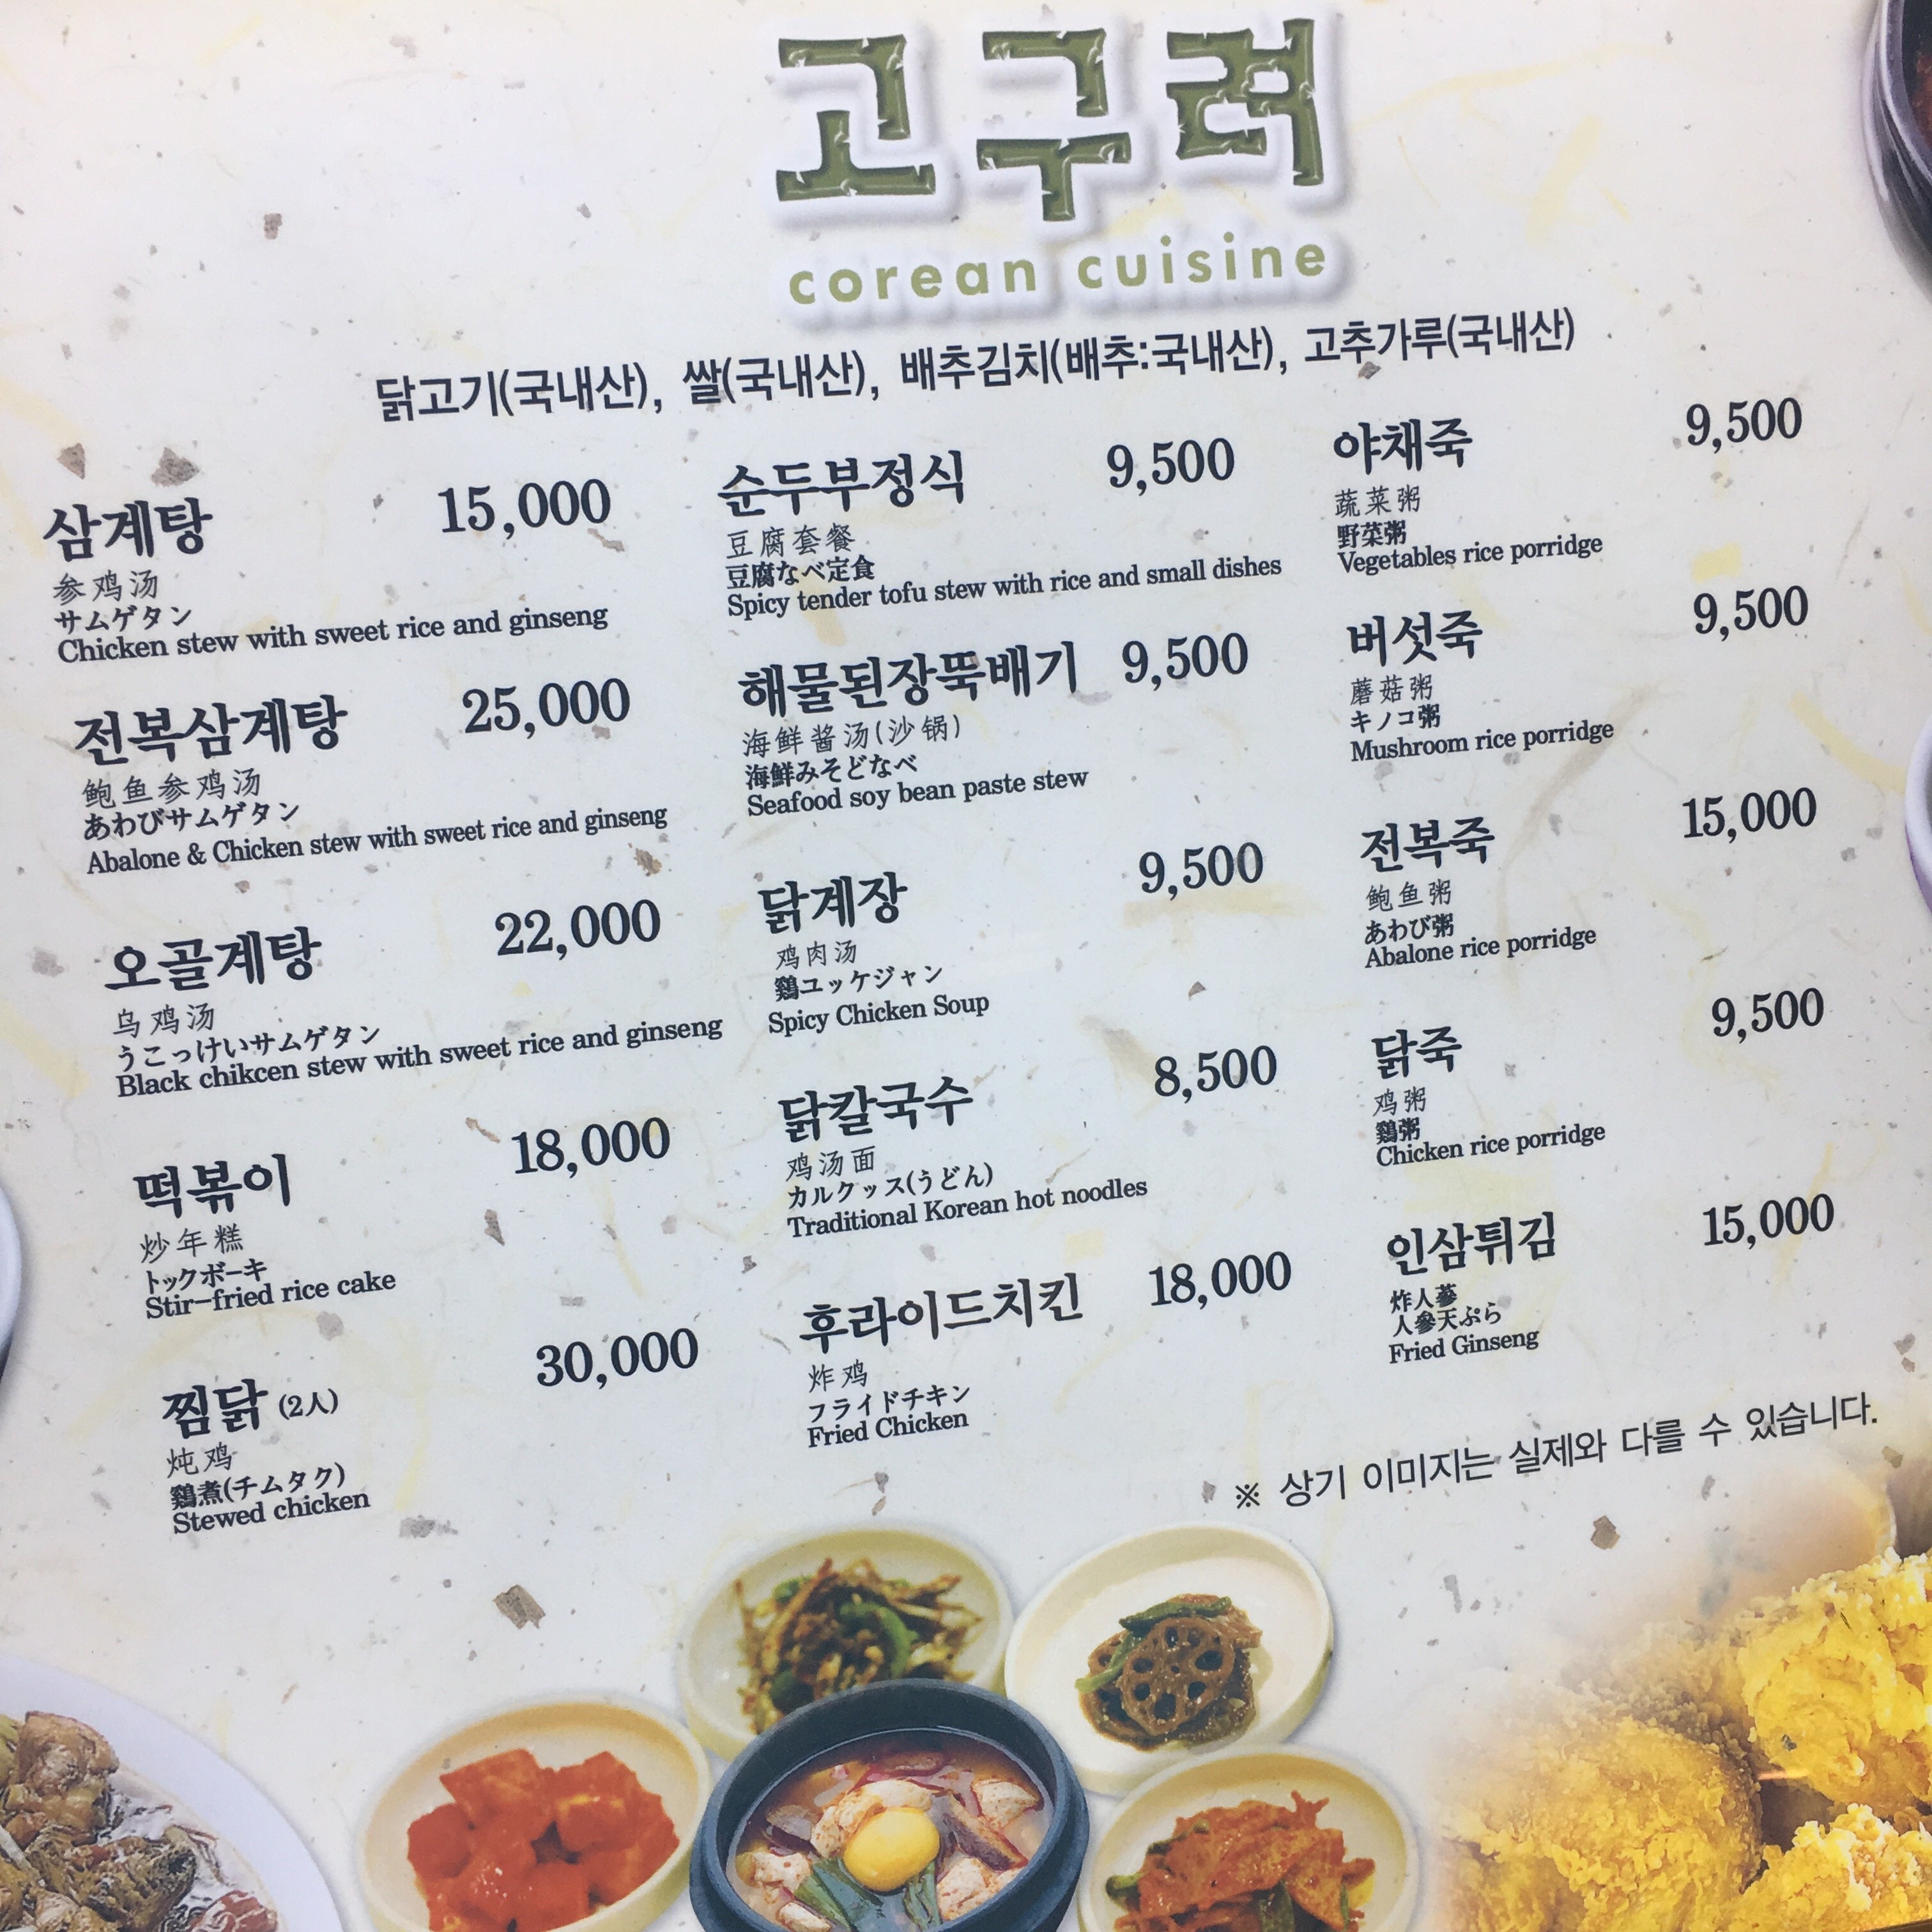 고구려
corean cuisine
닭고기(국내산), 쌀(국내산), 배추김치(배추:국내산), 고추가루(국내산)
삼계탕 15,000
参鸡汤
サムゲタン
Chicken stew with sweet rice and ginseng
전복삼계탕 25,000
鲍鱼参鸡汤
あわびサムゲタン
Abalone & Chicken stew with sweet rice and ginseng
오골계탕 22,000
乌鸡汤
うこっけいサムゲタン
Black chikcen stew with sweet rice and ginseng
떡볶이 18,000
炒年糕
トックボーキ
Stir-fried rice cake
찜닭 (2人) 30,000
炖鸡
鷄煮(チムタク)
Stewed chicken
순두부정식 9,500
豆腐套餐
豆腐なべ定食
Spicy tender tofu stew with rice and small dishes
해물된장뚝배기 9,500
海鲜酱汤(沙锅)
海鮮みそどなべ
Seafood soy bean paste stew
닭계장 9,500
鸡肉汤
鷄ユッケジャン
Spicy Chicken Soup
닭칼국수 8,500
鸡汤面
カルクッス(うどん)
Traditional Korean hot noodles
후라이드치킨 18,000
炸鸡
フライドチキン
Fried Chicken
야채죽 9,500
蔬菜粥
野菜粥
Vegetables rice porridge
버섯죽 9,500
蘑菇粥
キノコ粥
Mushroom rice porridge
전복죽 15,000
鲍鱼粥
あわび粥
Abalone rice porridge
닭죽 9,500
鸡粥
鷄粥
Chicken rice porridge
인삼튀김 15,000
炸人蔘
人參天ぷら
Fried Ginseng
※ 상기 이미지는 실제와 다를 수 있습니다.